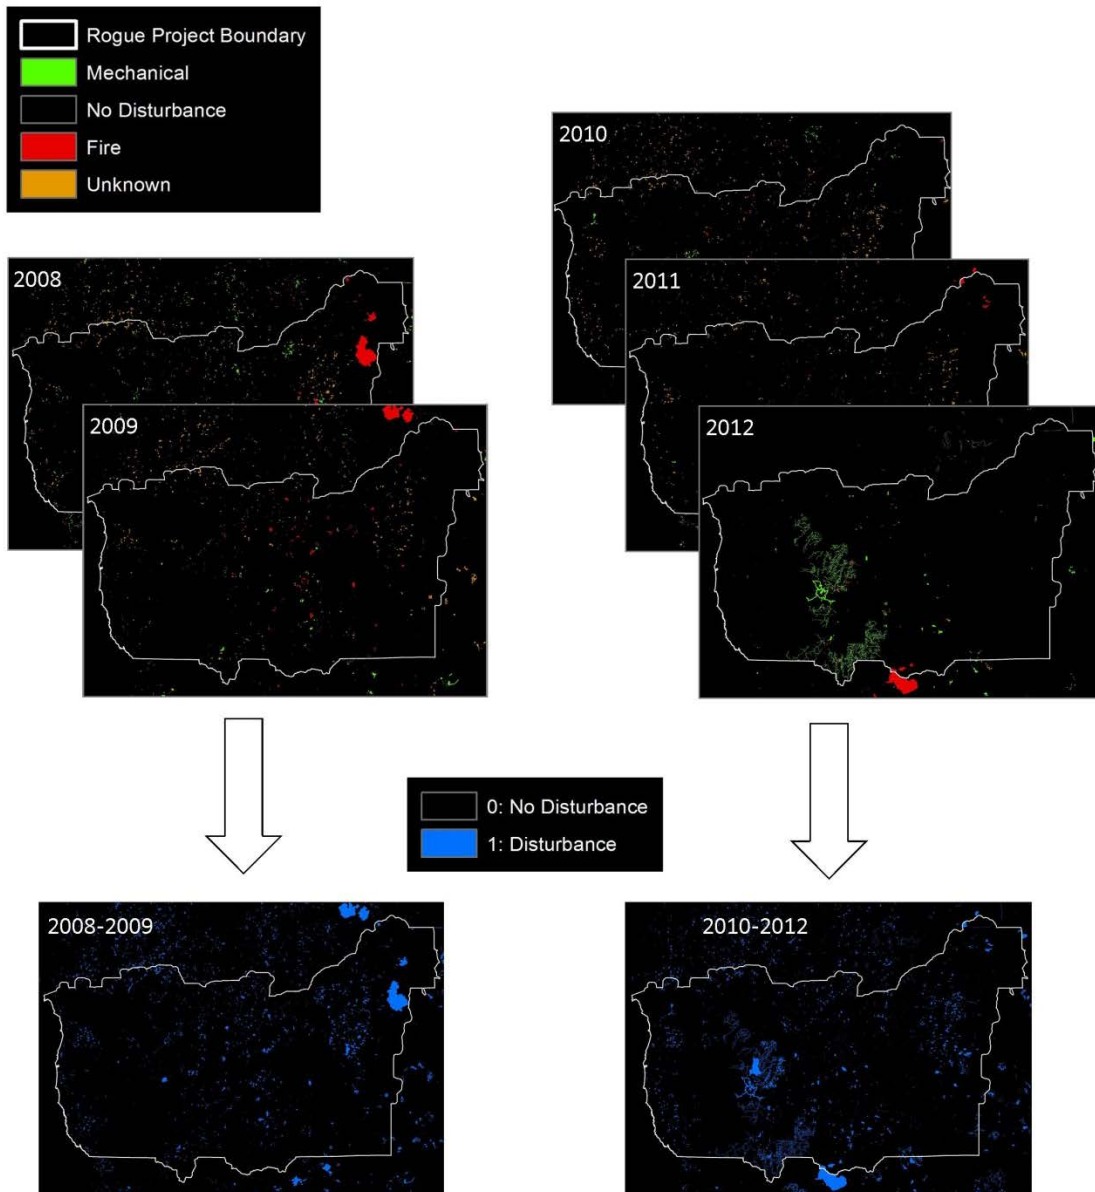 Rogue Project Boundary
Mechanical
No Disturbance
Fire
Unknown
2008
2009
2010
2011
2012
0: No Disturbance
1: Disturbance
2008-2009
2010-2012